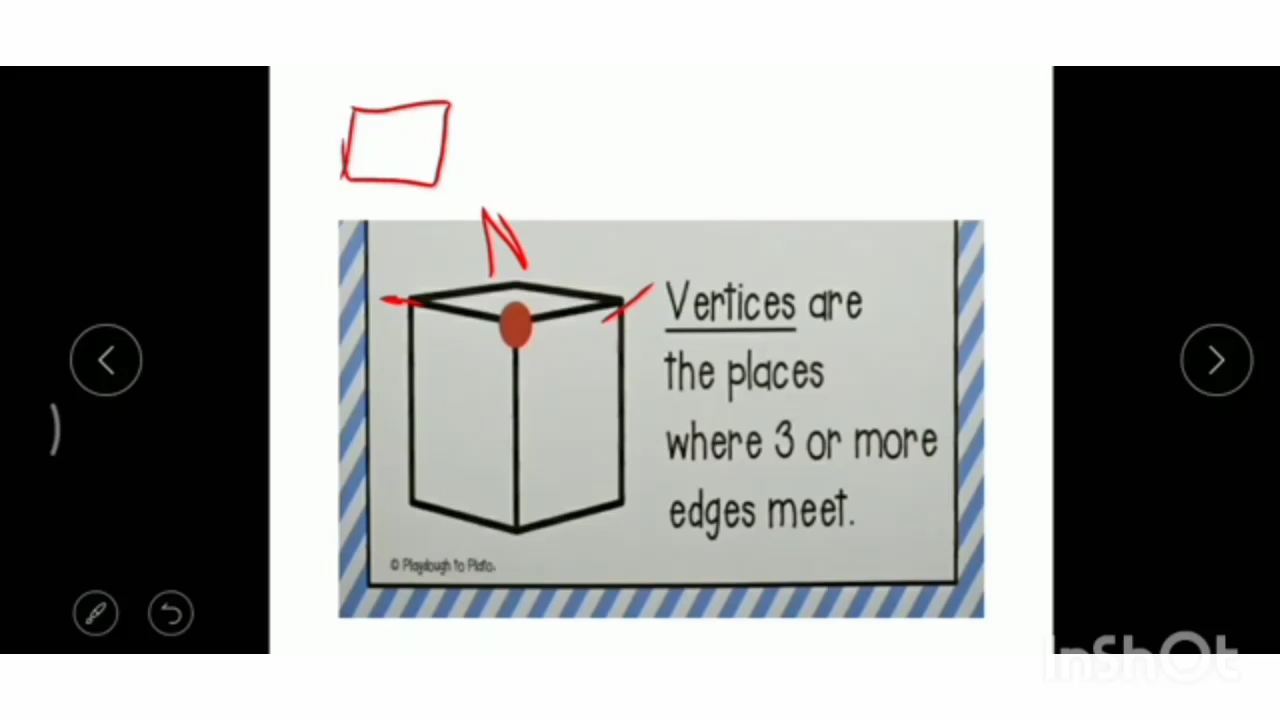 Vertices are
the places
where 3 or more
edges meet.
© Playdough to Plato.
InShOt